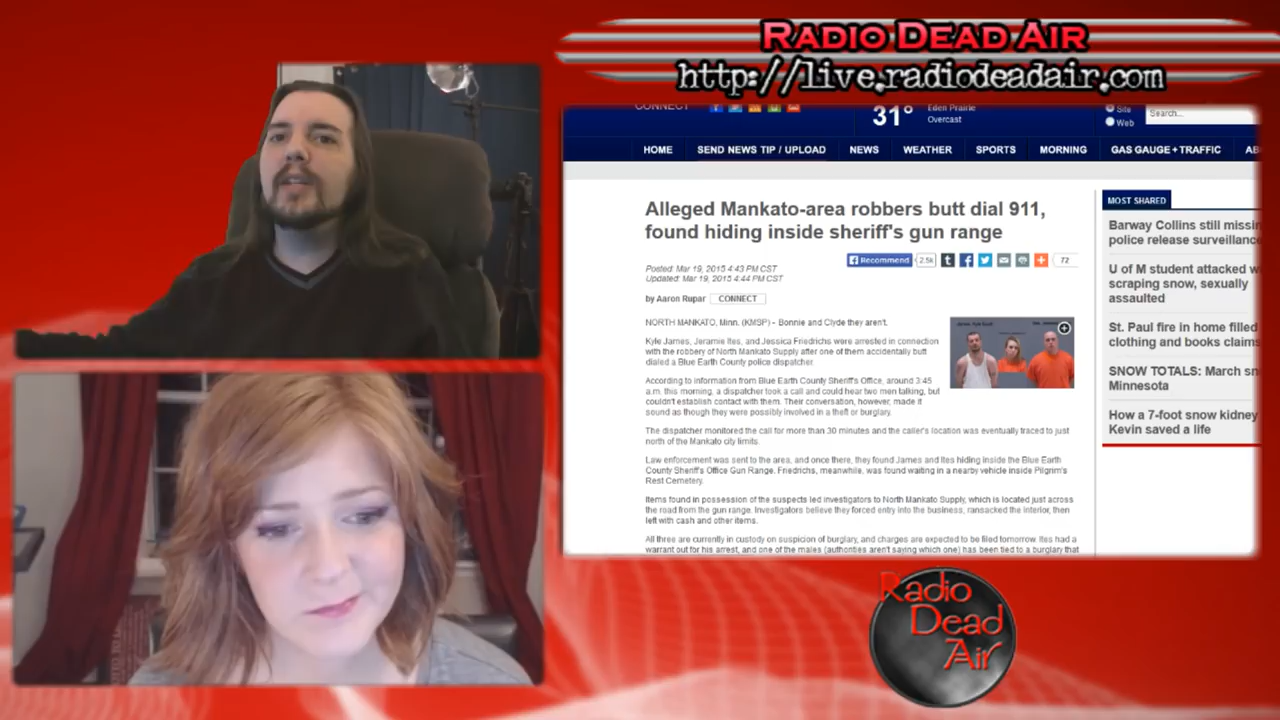 RADIO DEAD AIR
http://live.radiodeadair.com
CONNECT
31°
Eden Prairie
Overcast
Site
Web
Search...
HOME
SEND NEWS TIP / UPLOAD
NEWS
WEATHER
SPORTS
MORNING
GAS GAUGE + TRAFFIC
AB
Alleged Mankato-area robbers butt dial 911,
found hiding inside sheriff's gun range
Recommend
2.5k
72
Posted: Mar 19, 2015 4:43 PM CST
Updated: Mar 19, 2015 4:44 PM CST
by Aaron Rupar
CONNECT
NORTH MANKATO, Minn. (KMSP) - Bonnie and Clyde they aren't.
Kyle James, Jeramie Ites, and Jessica Friedrichs were arrested in connection
with the robbery of North Mankato Supply after one of them accidentally butt
dialed a Blue Earth County police dispatcher.
According to information from Blue Earth County Sheriff's Office, around 3:45
a.m. this morning, a dispatcher took a call and could hear two men talking, but
couldn't establish contact with them. Their conversation, however, made it
sound as though they were possibly involved in a theft or burglary.
The dispatcher monitored the call for more than 30 minutes and the caller's location was eventually traced to just
north of the Mankato city limits.
Law enforcement was sent to the area, and once there, they found James and Ites hiding inside the Blue Earth
County Sheriff's Office Gun Range. Friedrichs, meanwhile, was found waiting in a nearby vehicle inside Pilgrim's
Rest Cemetery.
Items found in possession of the suspects led investigators to North Mankato Supply, which is located just across
the road from the gun range. Investigators believe they forced entry into the business, ransacked the interior, then
left with cash and other items.
All three are currently in custody on suspicion of burglary, and charges are expected to be filed tomorrow. Ites had a
warrant out for his arrest, and one of the males (authorities aren't saying which one) has been tied to a burglary that
MOST SHARED
Barway Collins still missin
police release surveillance
U of M student attacked w
scraping snow, sexually
assaulted
St. Paul fire in home filled
clothing and books claims
SNOW TOTALS: March sn
Minnesota
How a 7-foot snow kidney
Kevin saved a life
Radio
Dead
Air